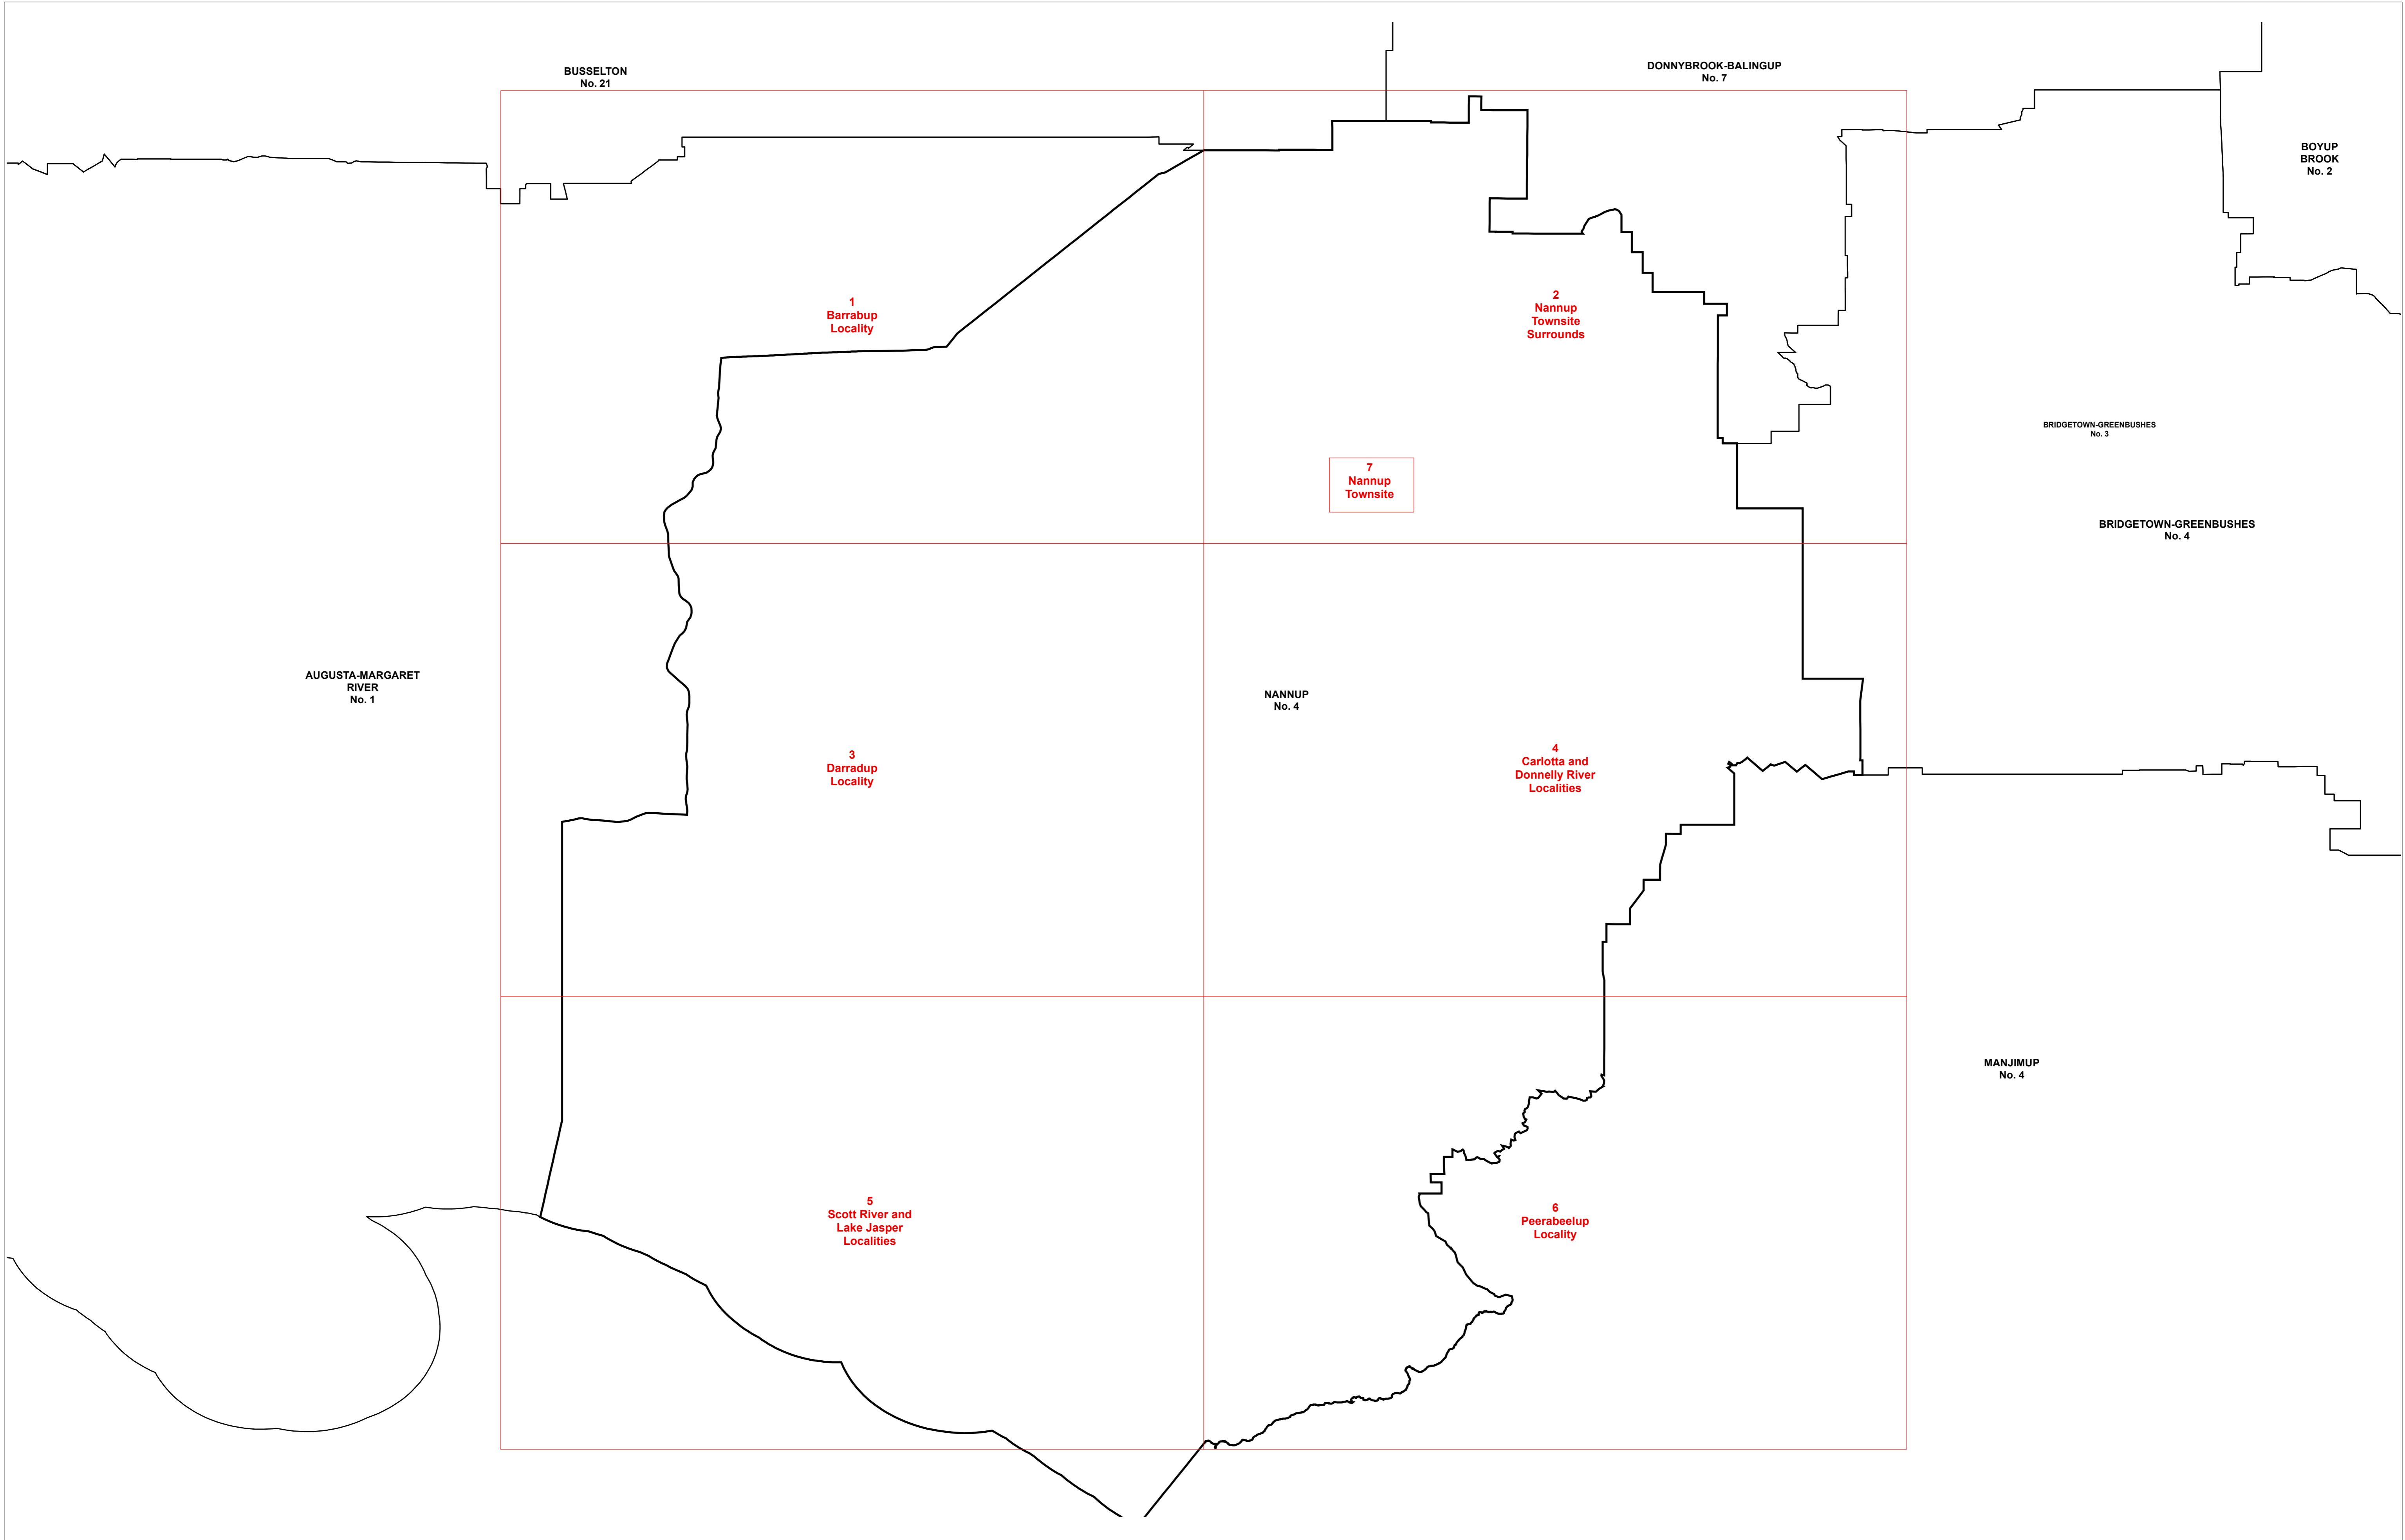 DONNYBROOK-BALINGUP
No. 7
BUSSELTON
No. 21
BOYUP
BROOK
No. 2
1
Barrabup
Locality
2
Nannup
Townsite
Surrounds
BRIDGETOWN-GREENBUSHES
No. 3
7
Nannup
Townsite
BRIDGETOWN-GREENBUSHES
No. 4
AUGUSTA-MARGARET
RIVER
No. 1
NANNUP
No. 4
3
Darradup
Locality
4
Carlotta and
Donnelly River
Localities
MANJIMUP
No. 4
5
Scott River and
Lake Jasper
Localities
6
Peerabeelup
Locality